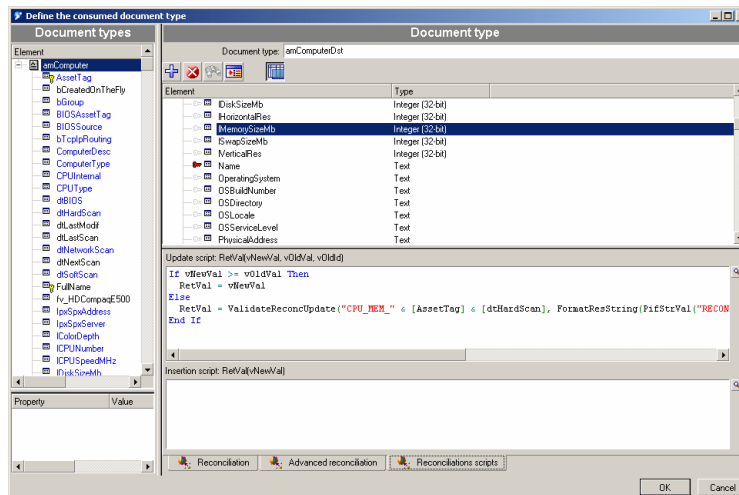 Define the consumed document type
Document types
Document type
Element
amComputer
AssetTag
bCreatedOnTheFly
bGroup
BIOSAssetTag
BIOSSource
bTcpIpRouting
ComputerDesc
ComputerType
CPUInternal
CPUType
dtBIOS
dtHardScan
dtLastModif
dtLastScan
dtNetworkScan
dtNextScan
dtSoftScan
FullName
fv_HDCompaqE500
IpxSpxAddress
IpxSpxServer
lColorDepth
lCPUNumber
lCPUSpeedMHz
lDiskSizeMb
Property Value
Document type: amComputerDst
Element Type
lDiskSizeMb Integer (32-bit)
lHorizontalRes Integer (32-bit)
lMemorySizeMb Integer (32-bit)
lSwapSizeMb Integer (32-bit)
lVerticalRes Integer (32-bit)
Name Text
OperatingSystem Text
OSBuildNumber Text
OSDirectory Text
OSLocale Text
OSServiceLevel Text
PhysicalAddress Text
Update script: RetVal(vNewVal, vOldVal, vOldId)
If vNewVal >= vOldVal Then
RetVal = vNewVal
Else
RetVal = ValidateReconcUpdate("CPU_MEM_" & [AssetTag] & [dtHardScan], FormatResString(PifStrVal("RECON
End If
Insertion script: RetVal(vNewVal)
Reconciliation
Advanced reconciliation
Reconciliations scripts
OK
Cancel